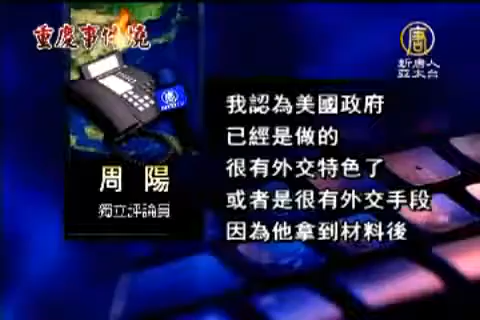 重慶事件燒
唐
新唐人
亞太台
我認為美國政府
已經是做的
很有外交特色了
或者是很有外交手段
因為他拿到材料後
周陽
獨立評論員